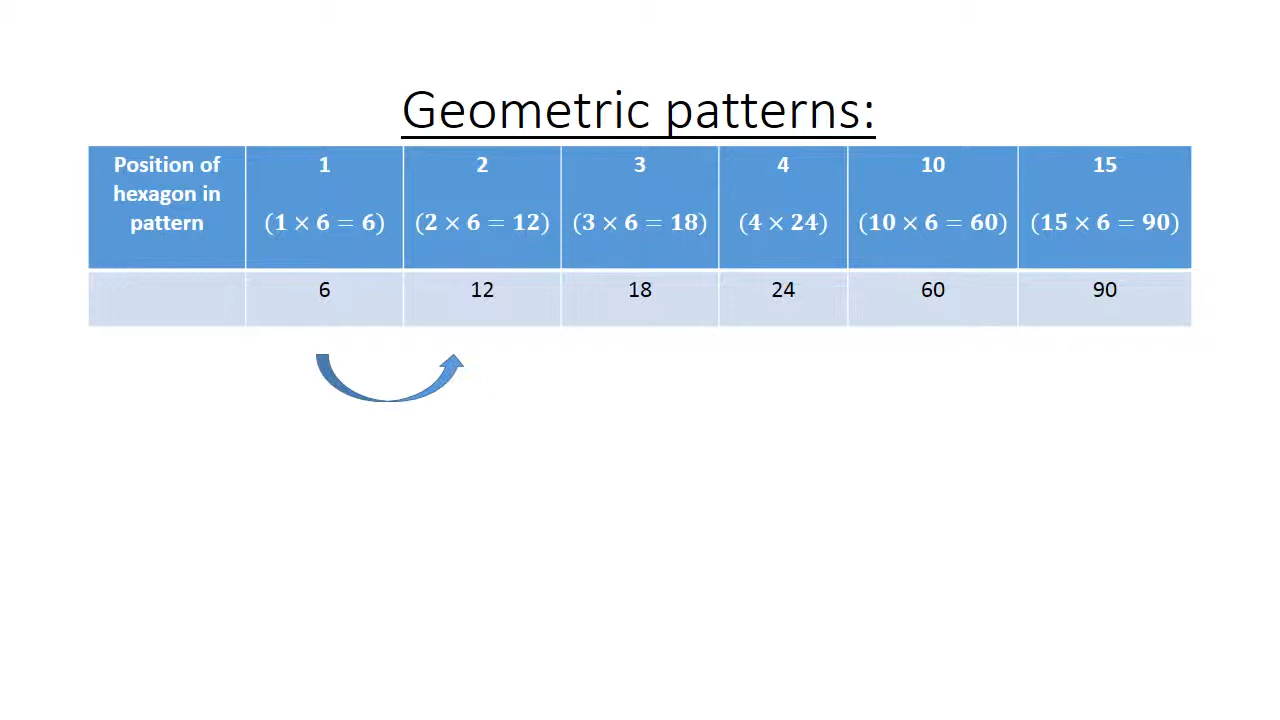 Geometric patterns:
Position of hexagon in pattern 1 2 3 4 10 15
(1 × 6 = 6) (2 × 6 = 12) (3 × 6 = 18) (4 × 24) (10 × 6 = 60) (15 × 6 = 90)
6 12 18 24 60 90